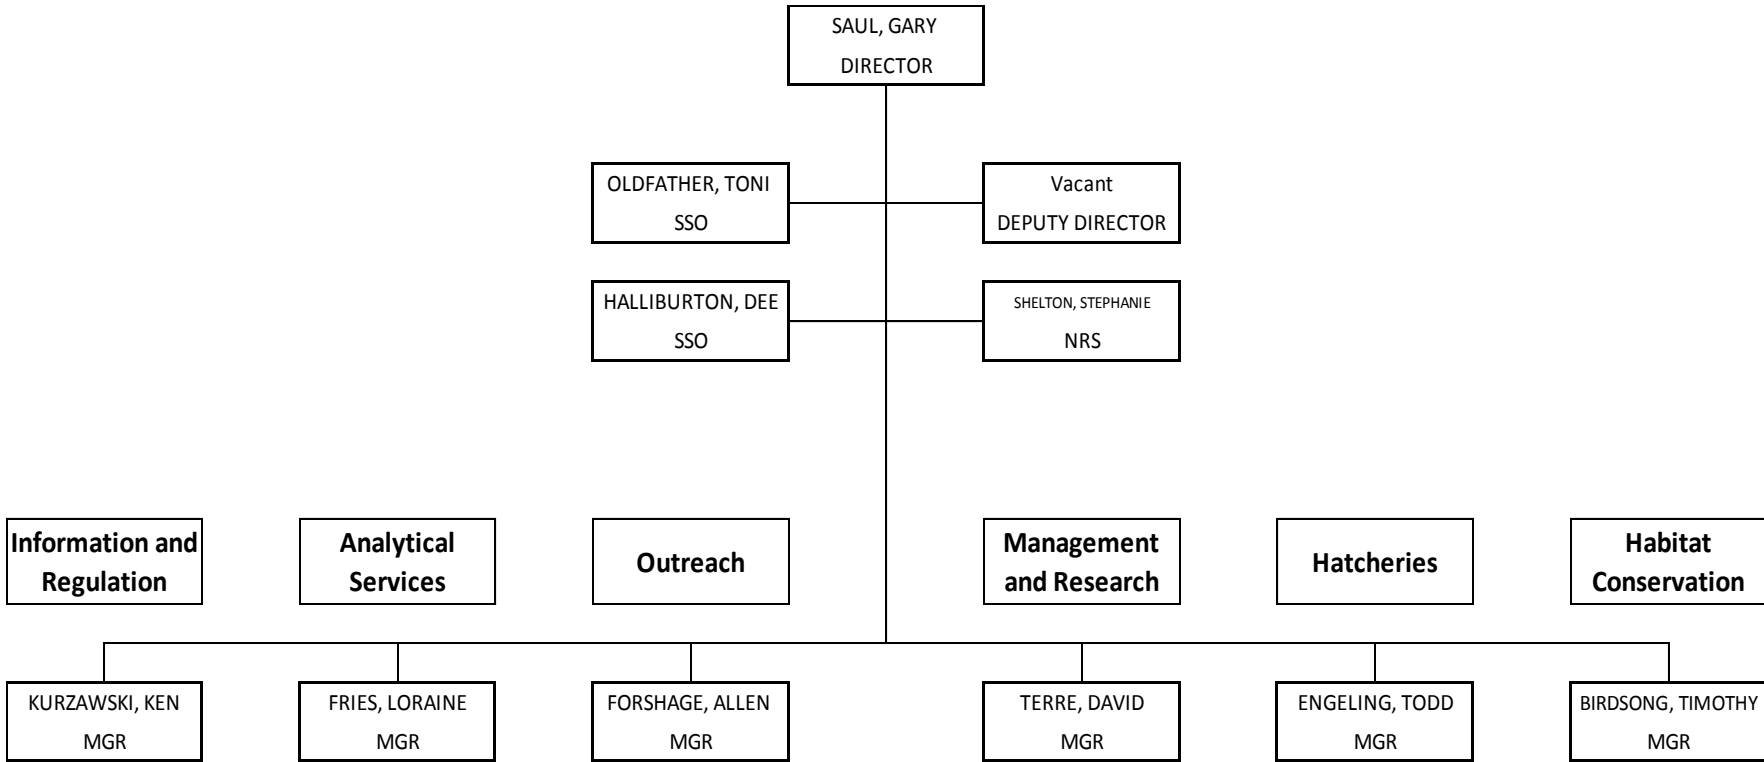 SAUL, GARY
DIRECTOR
OLDFATHER, TONI
SSO
Vacant
DEPUTY DIRECTOR
HALLIBURTON, DEE
SSO
SHELTON, STEPHANIE
NRS
Information and
Regulation
Analytical
Services
Outreach
Management
and Research
Hatcheries
Habitat
Conservation
KURZAWSKI, KEN
MGR
FRIES, LORAINE
MGR
FORSHAGE, ALLEN
MGR
TERRE, DAVID
MGR
ENGELING, TODD
MGR
BIRDSONG, TIMOTHY
MGR